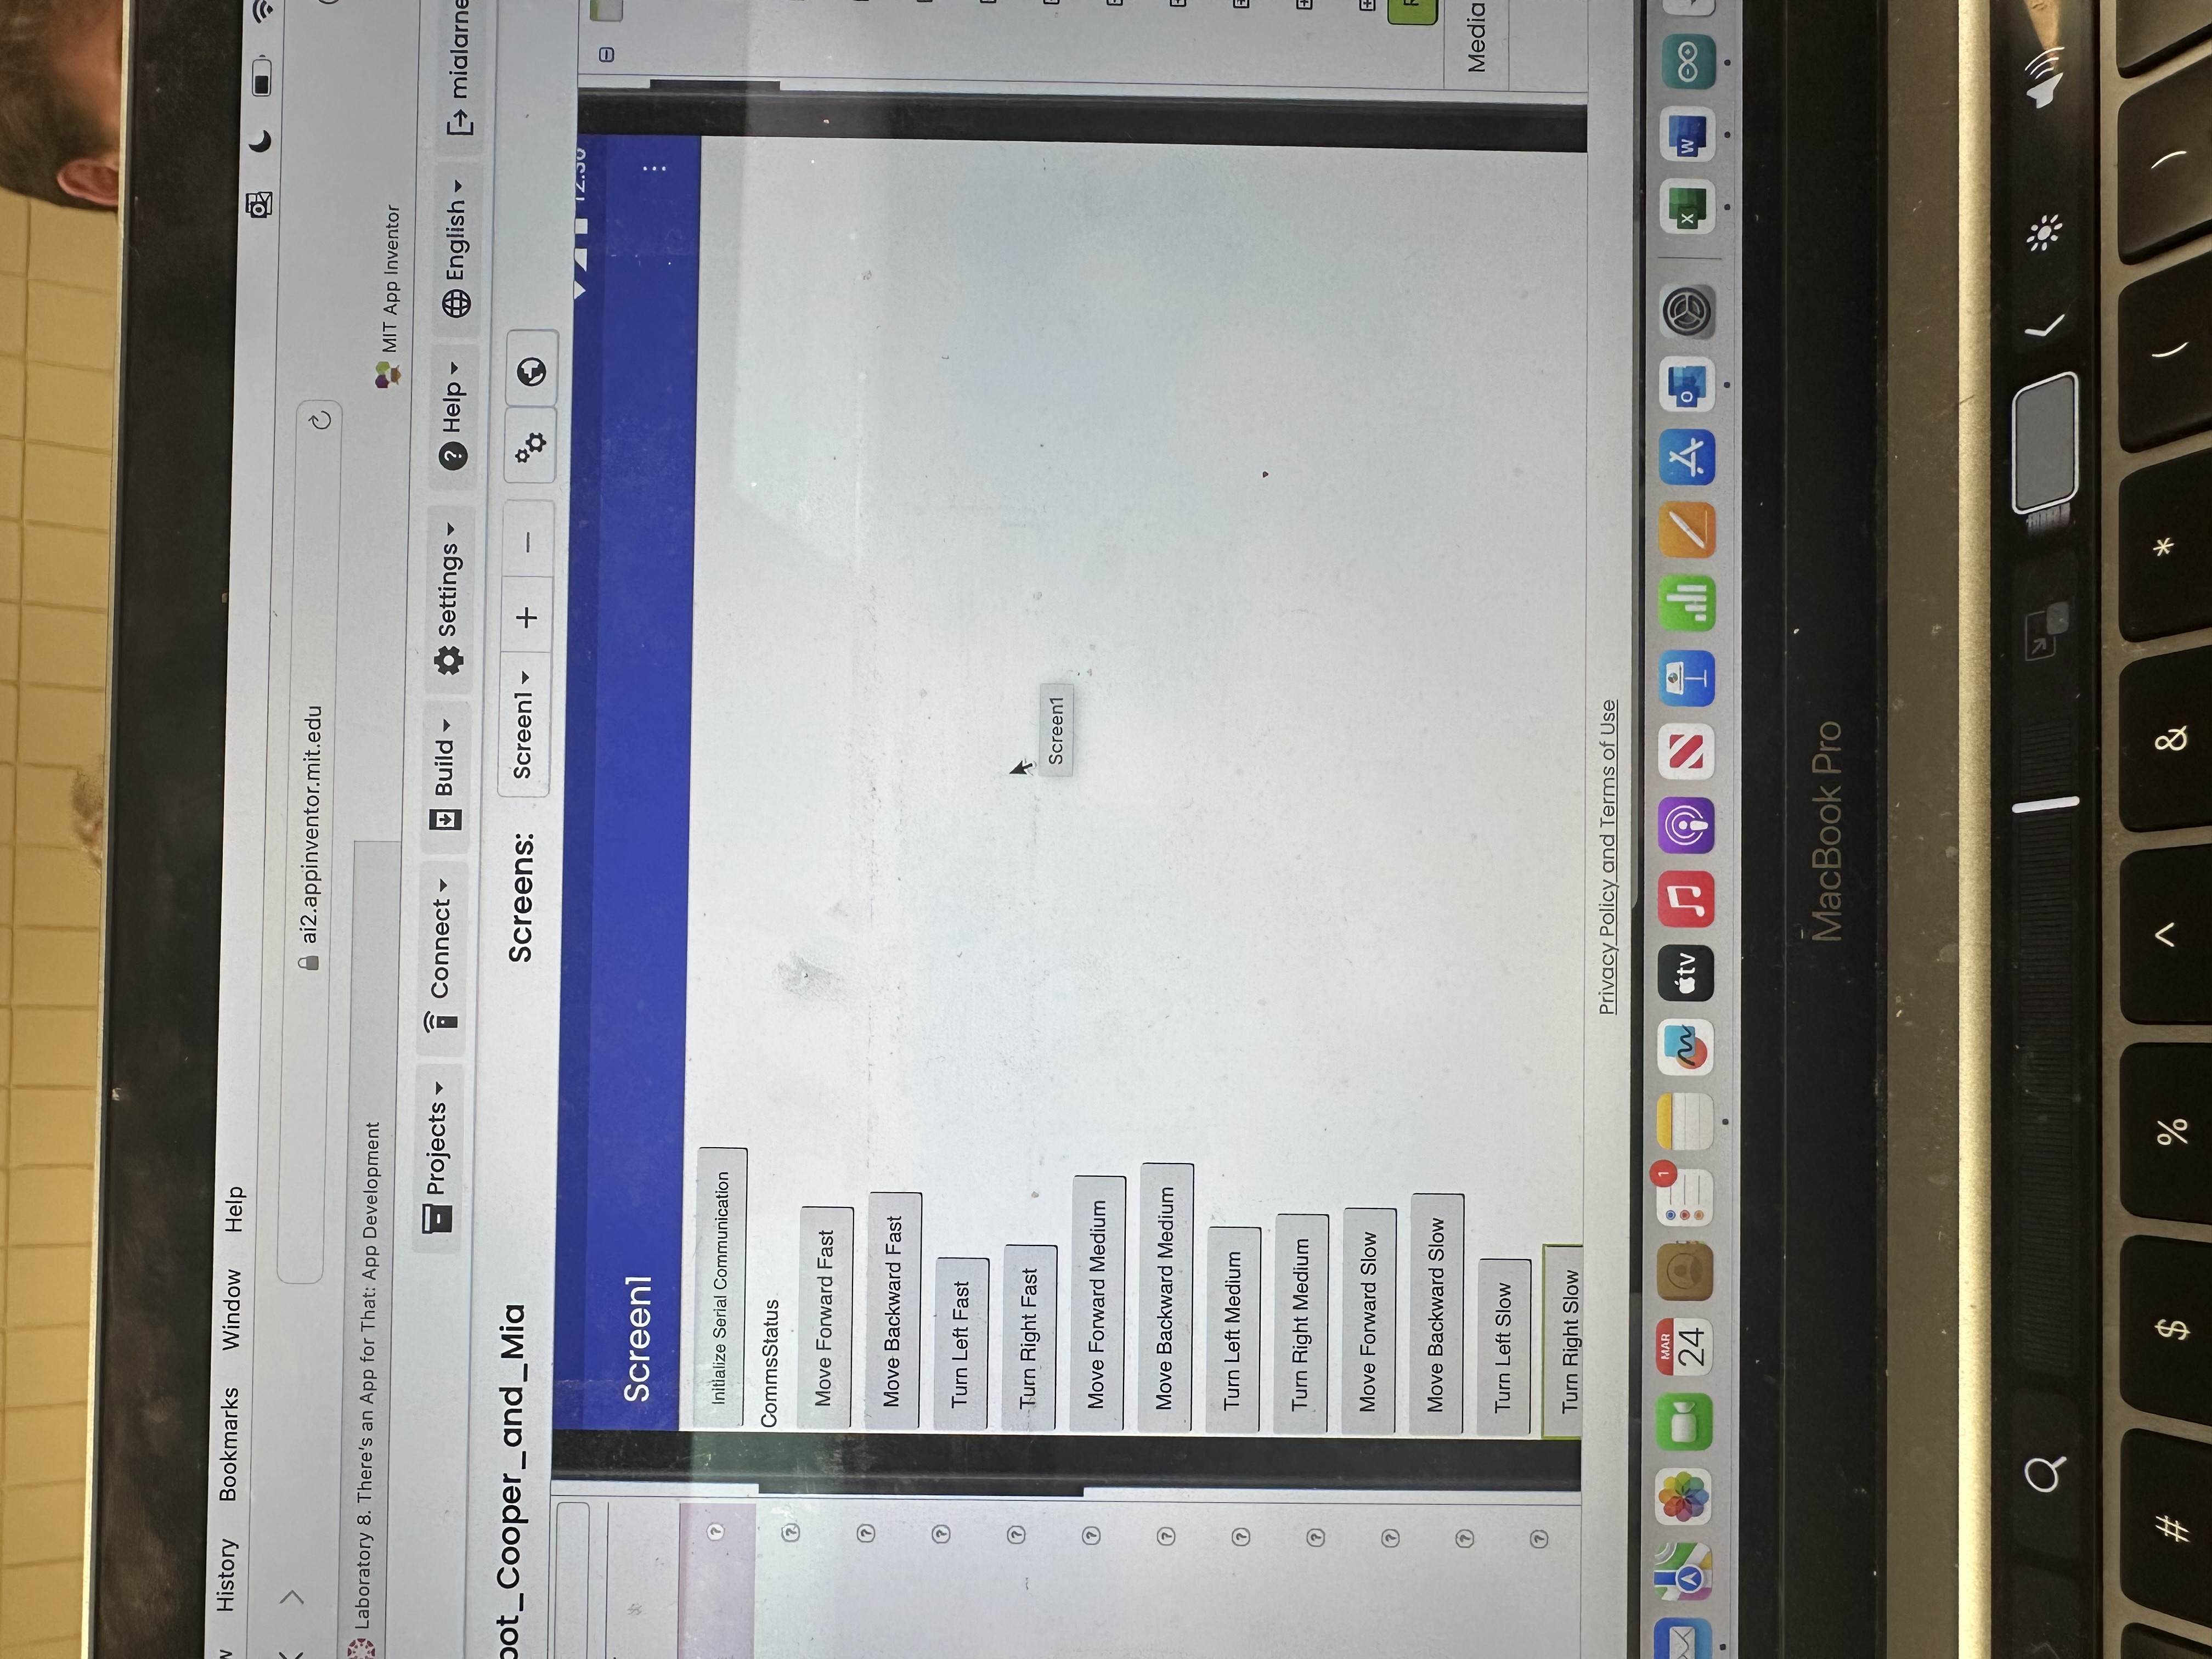 History Bookmarks Window Help
ai2.appinventor.mit.edu
Laboratory 8. There's an App for That: App Development
MIT App Inventor
Projects Connect Build Settings Help English mialarne
oot_Cooper_and_Mia
Screens: Screen1 + −
12:30
Screen1
Initialize Serial Communication
CommsStatus
Move Forward Fast
Move Backward Fast
Turn Left Fast
Turn Right Fast
Screen1
Move Forward Medium
Move Backward Medium
Turn Left Medium
Turn Right Medium
Move Forward Slow
Move Backward Slow
Turn Left Slow
Turn Right Slow
Media
Privacy Policy and Terms of Use
MAR
24
1
tv
O
X
W
MacBook Pro
# $ % ^ & * ( )